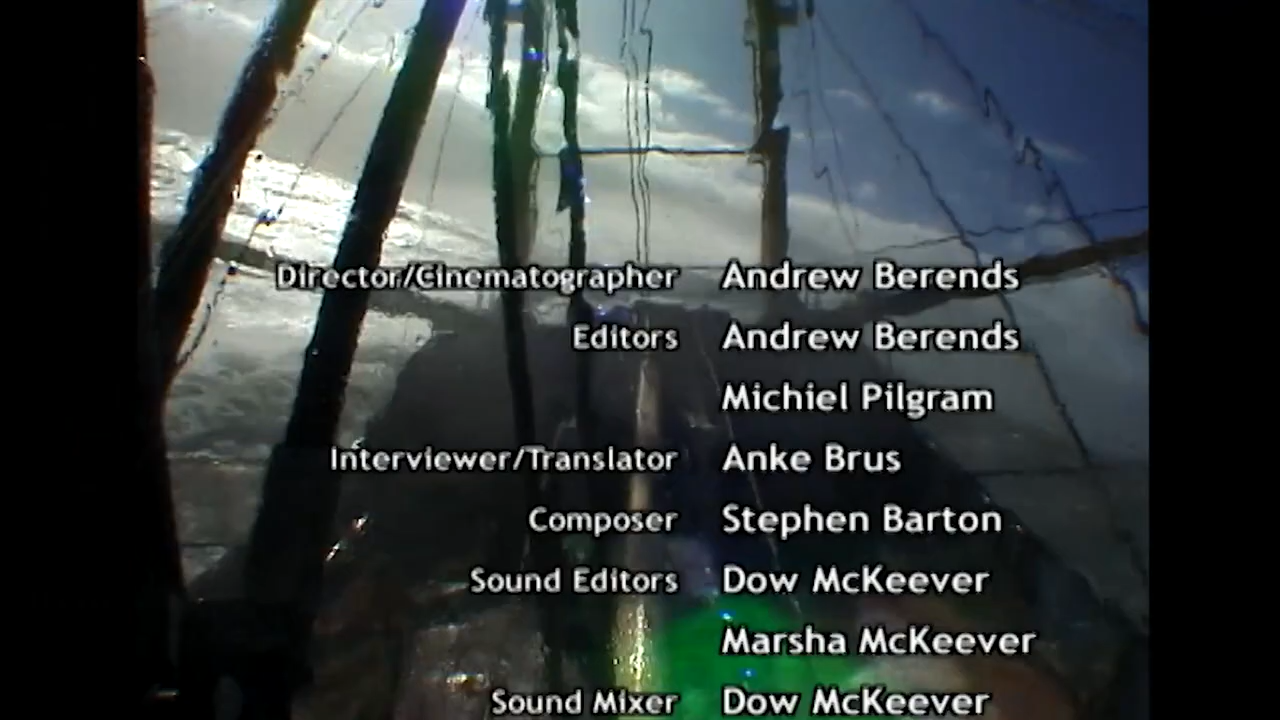 Director/Cinematographer Andrew Berends
Editors Andrew Berends
Michiel Pilgram
Interviewer/Translator Anke Brus
Composer Stephen Barton
Sound Editors Dow McKeever
Marsha McKeever
Sound Mixer Dow McKeever